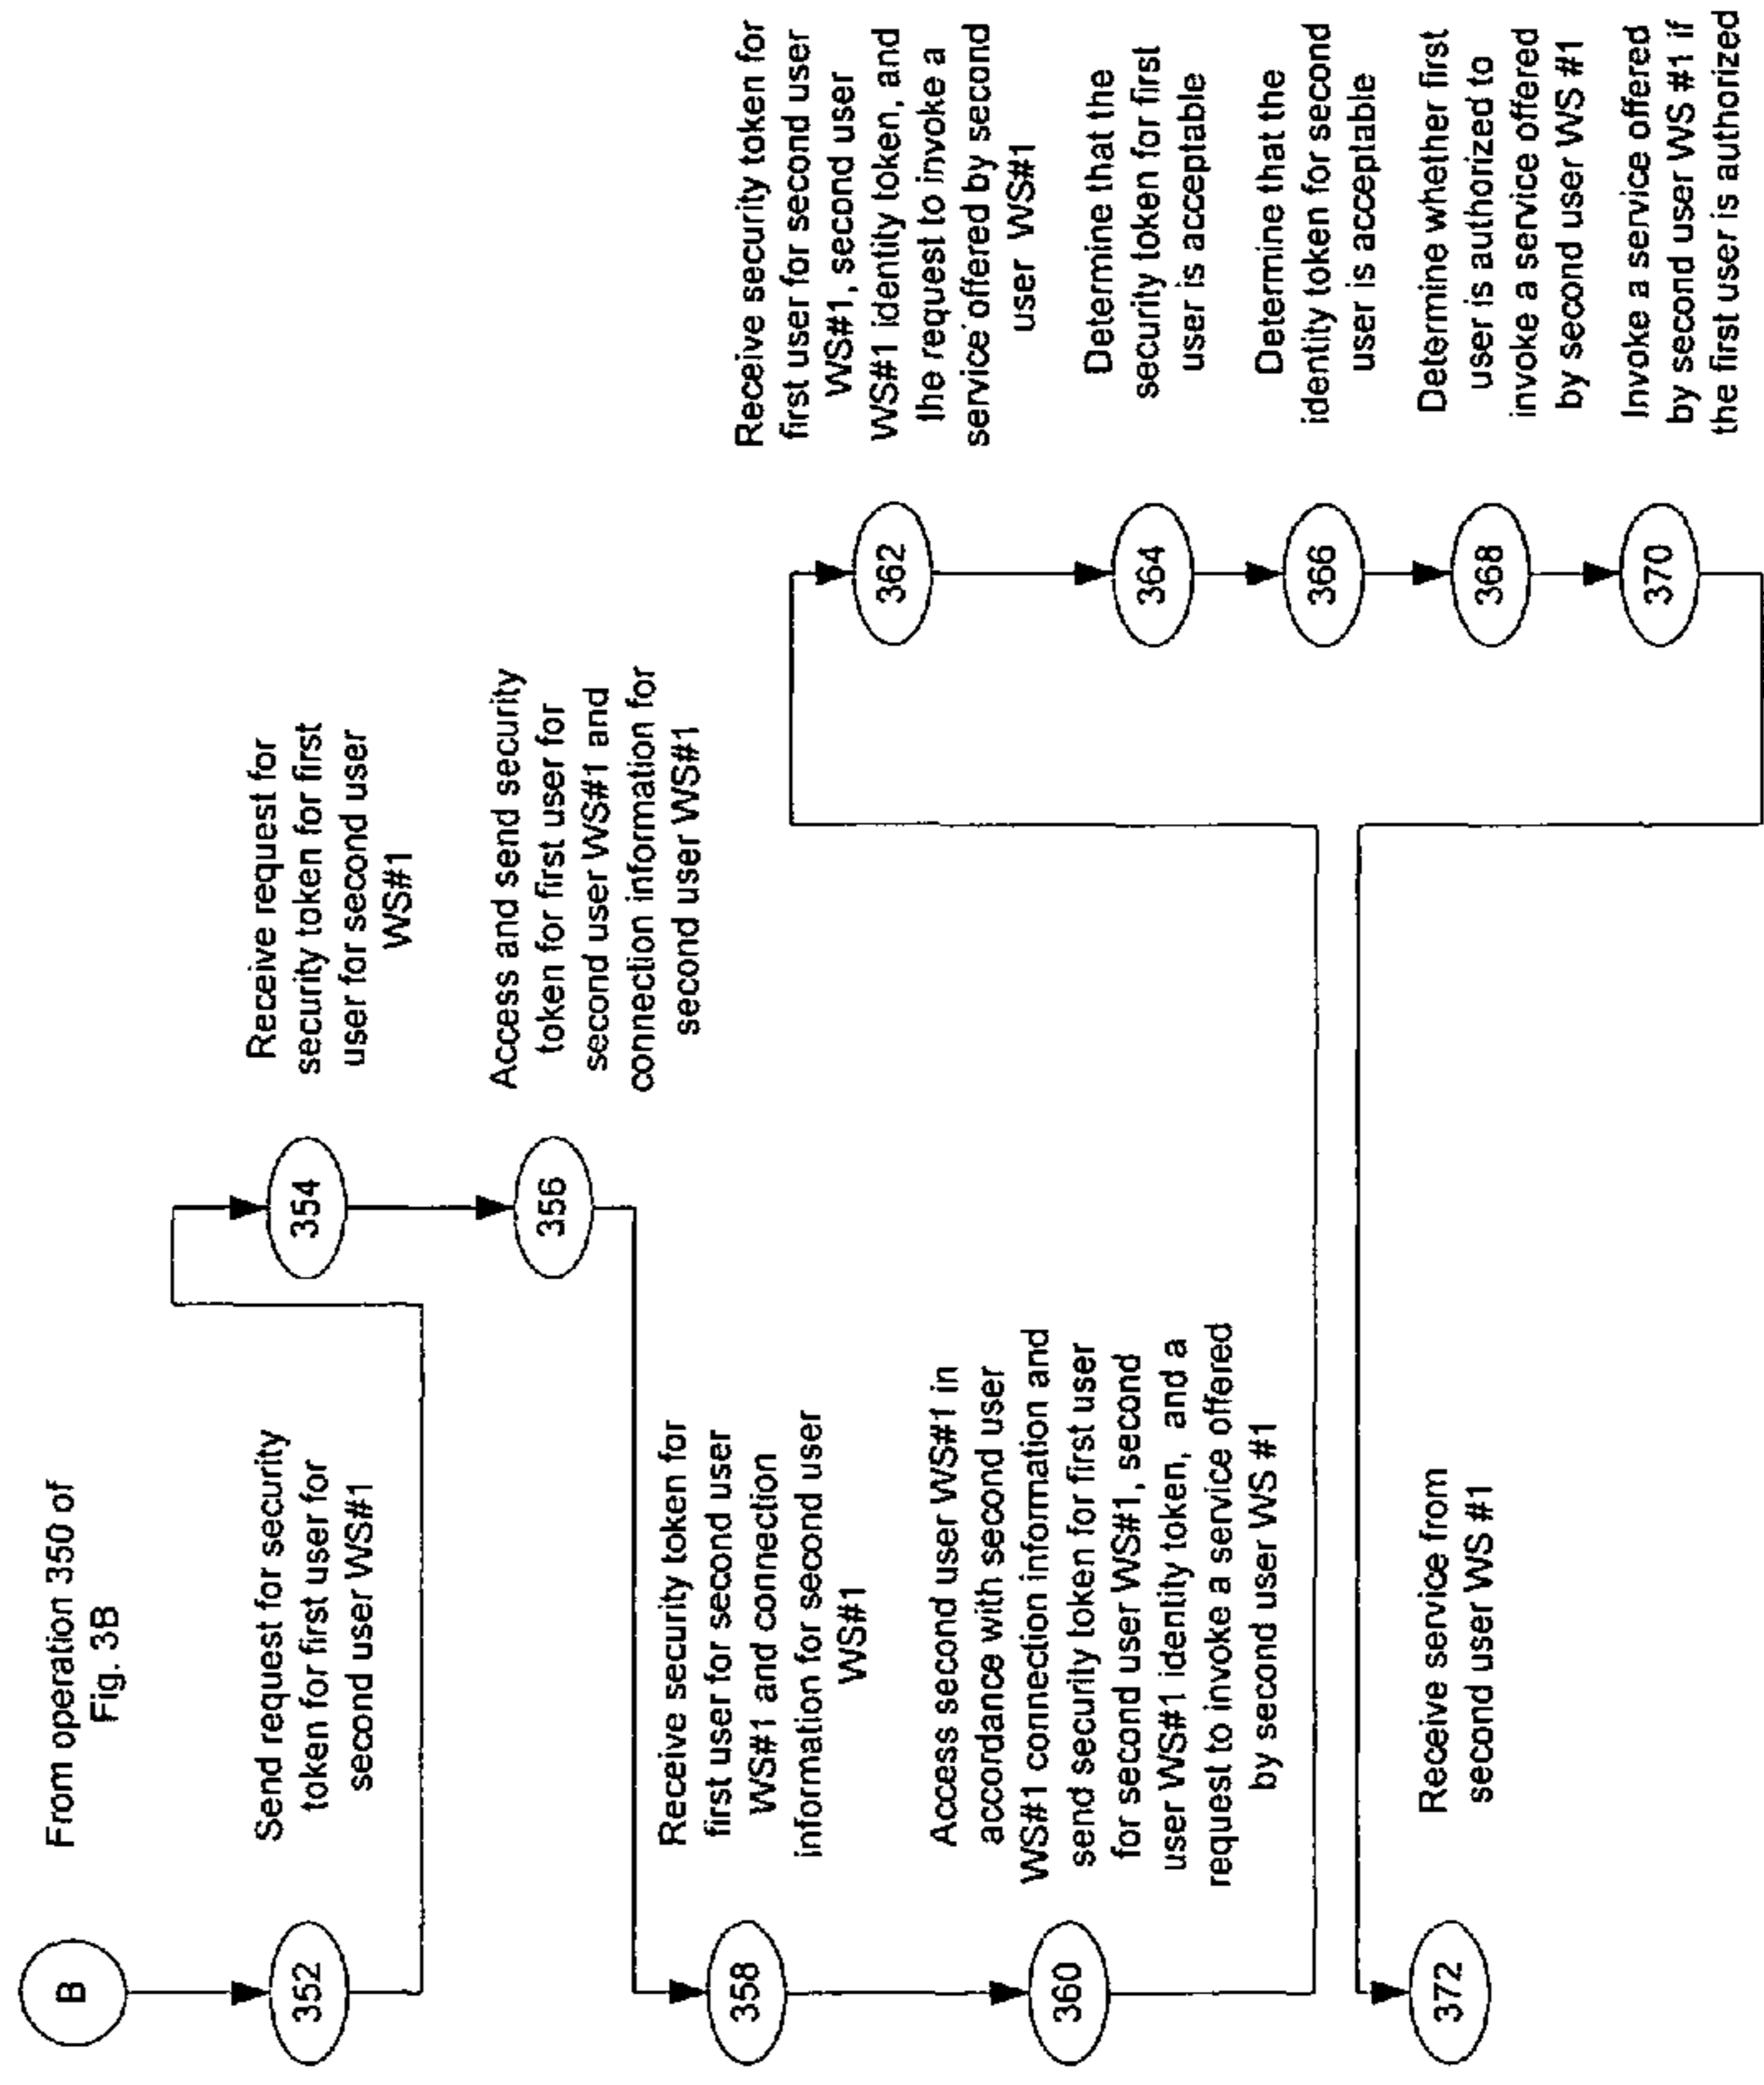 B
From operation 350 of
Fig. 3B
352
Send request for security
token for first user for
second user WS#1
354
Receive request for
security token for first
user for second user
WS#1
356
Access and send security
token for first user for
second user WS#1 and
connection information for
second user WS#1
358
Receive security token for
first user for second user
WS#1 and connection
information for second user
WS#1
360
Access second user WS#1 in
accordance with second user
WS#1 connection information and
send security token for first user
for second user WS#1, second
user WS#1 identity token, and a
request to invoke a service offered
by second user WS #1
362
Receive security token for
first user for second user
WS#1, second user
WS#1 identity token, and
the request to invoke a
service offered by second
user WS#1
364
Determine that the
security token for first
user is acceptable
366
Determine that the
identity token for second
user is acceptable
368
Determine whether first
user is authorized to
invoke a service offered
by second user WS #1
370
Invoke a service offered
by second user WS #1 if
the first user is authorized
372
Receive service from
second user WS #1